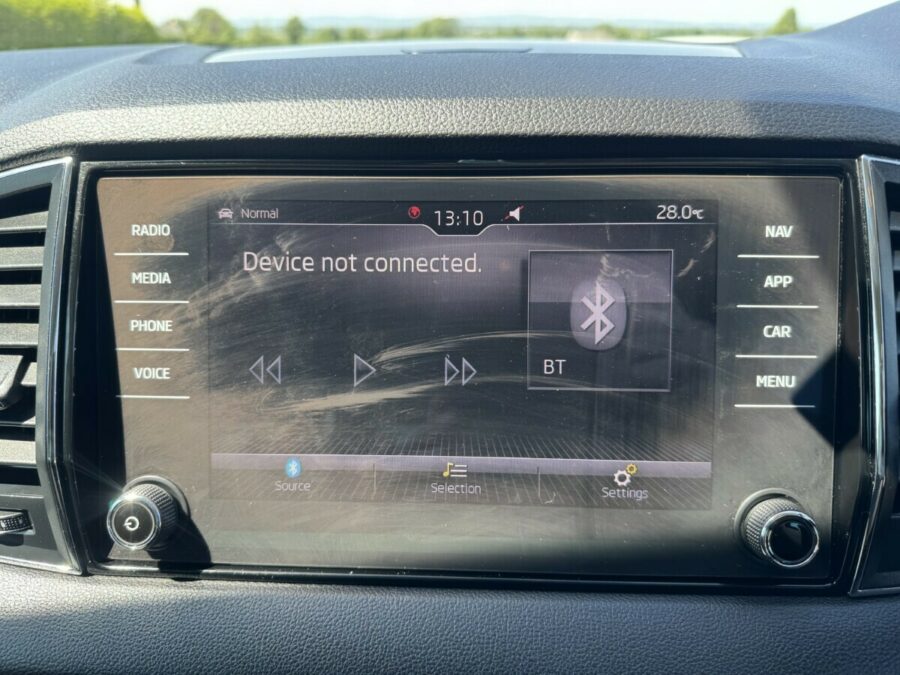 Normal
13:10
28.0°C
RADIO
MEDIA
PHONE
VOICE
Device not connected.
BT
Source
Selection
Settings
NAV
APP
CAR
MENU